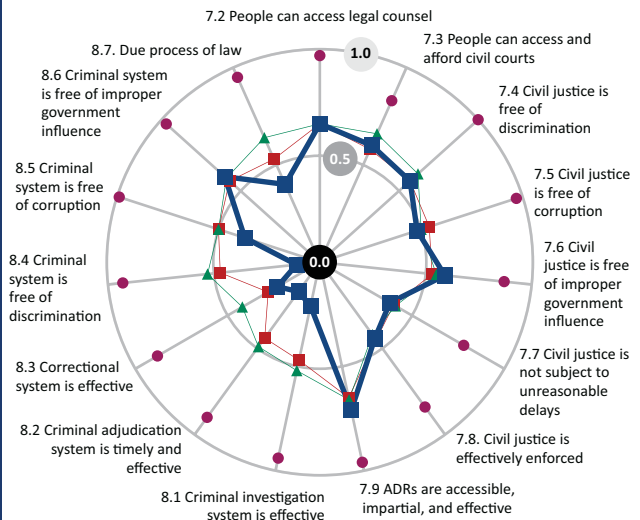 7.2 People can access legal counsel
7.3 People can access and
afford civil courts
7.4 Civil justice is
free of
discrimination
7.5 Civil justice
is free of
corruption
7.6 Civil
justice is free
of improper
government
influence
7.7 Civil justice is
not subject to
unreasonable
delays
7.8. Civil justice is
effectively enforced
7.9 ADRs are accessible,
impartial, and effective
8.1 Criminal investigation
system is effective
8.2 Criminal adjudication
system is timely and
effective
8.3 Correctional
system is effective
8.4 Criminal
system is
free of
discrimination
8.5 Criminal
system is free
of corruption
8.6 Criminal system
is free of improper
government
influence
8.7. Due process of law
1.0
0.5
0.0